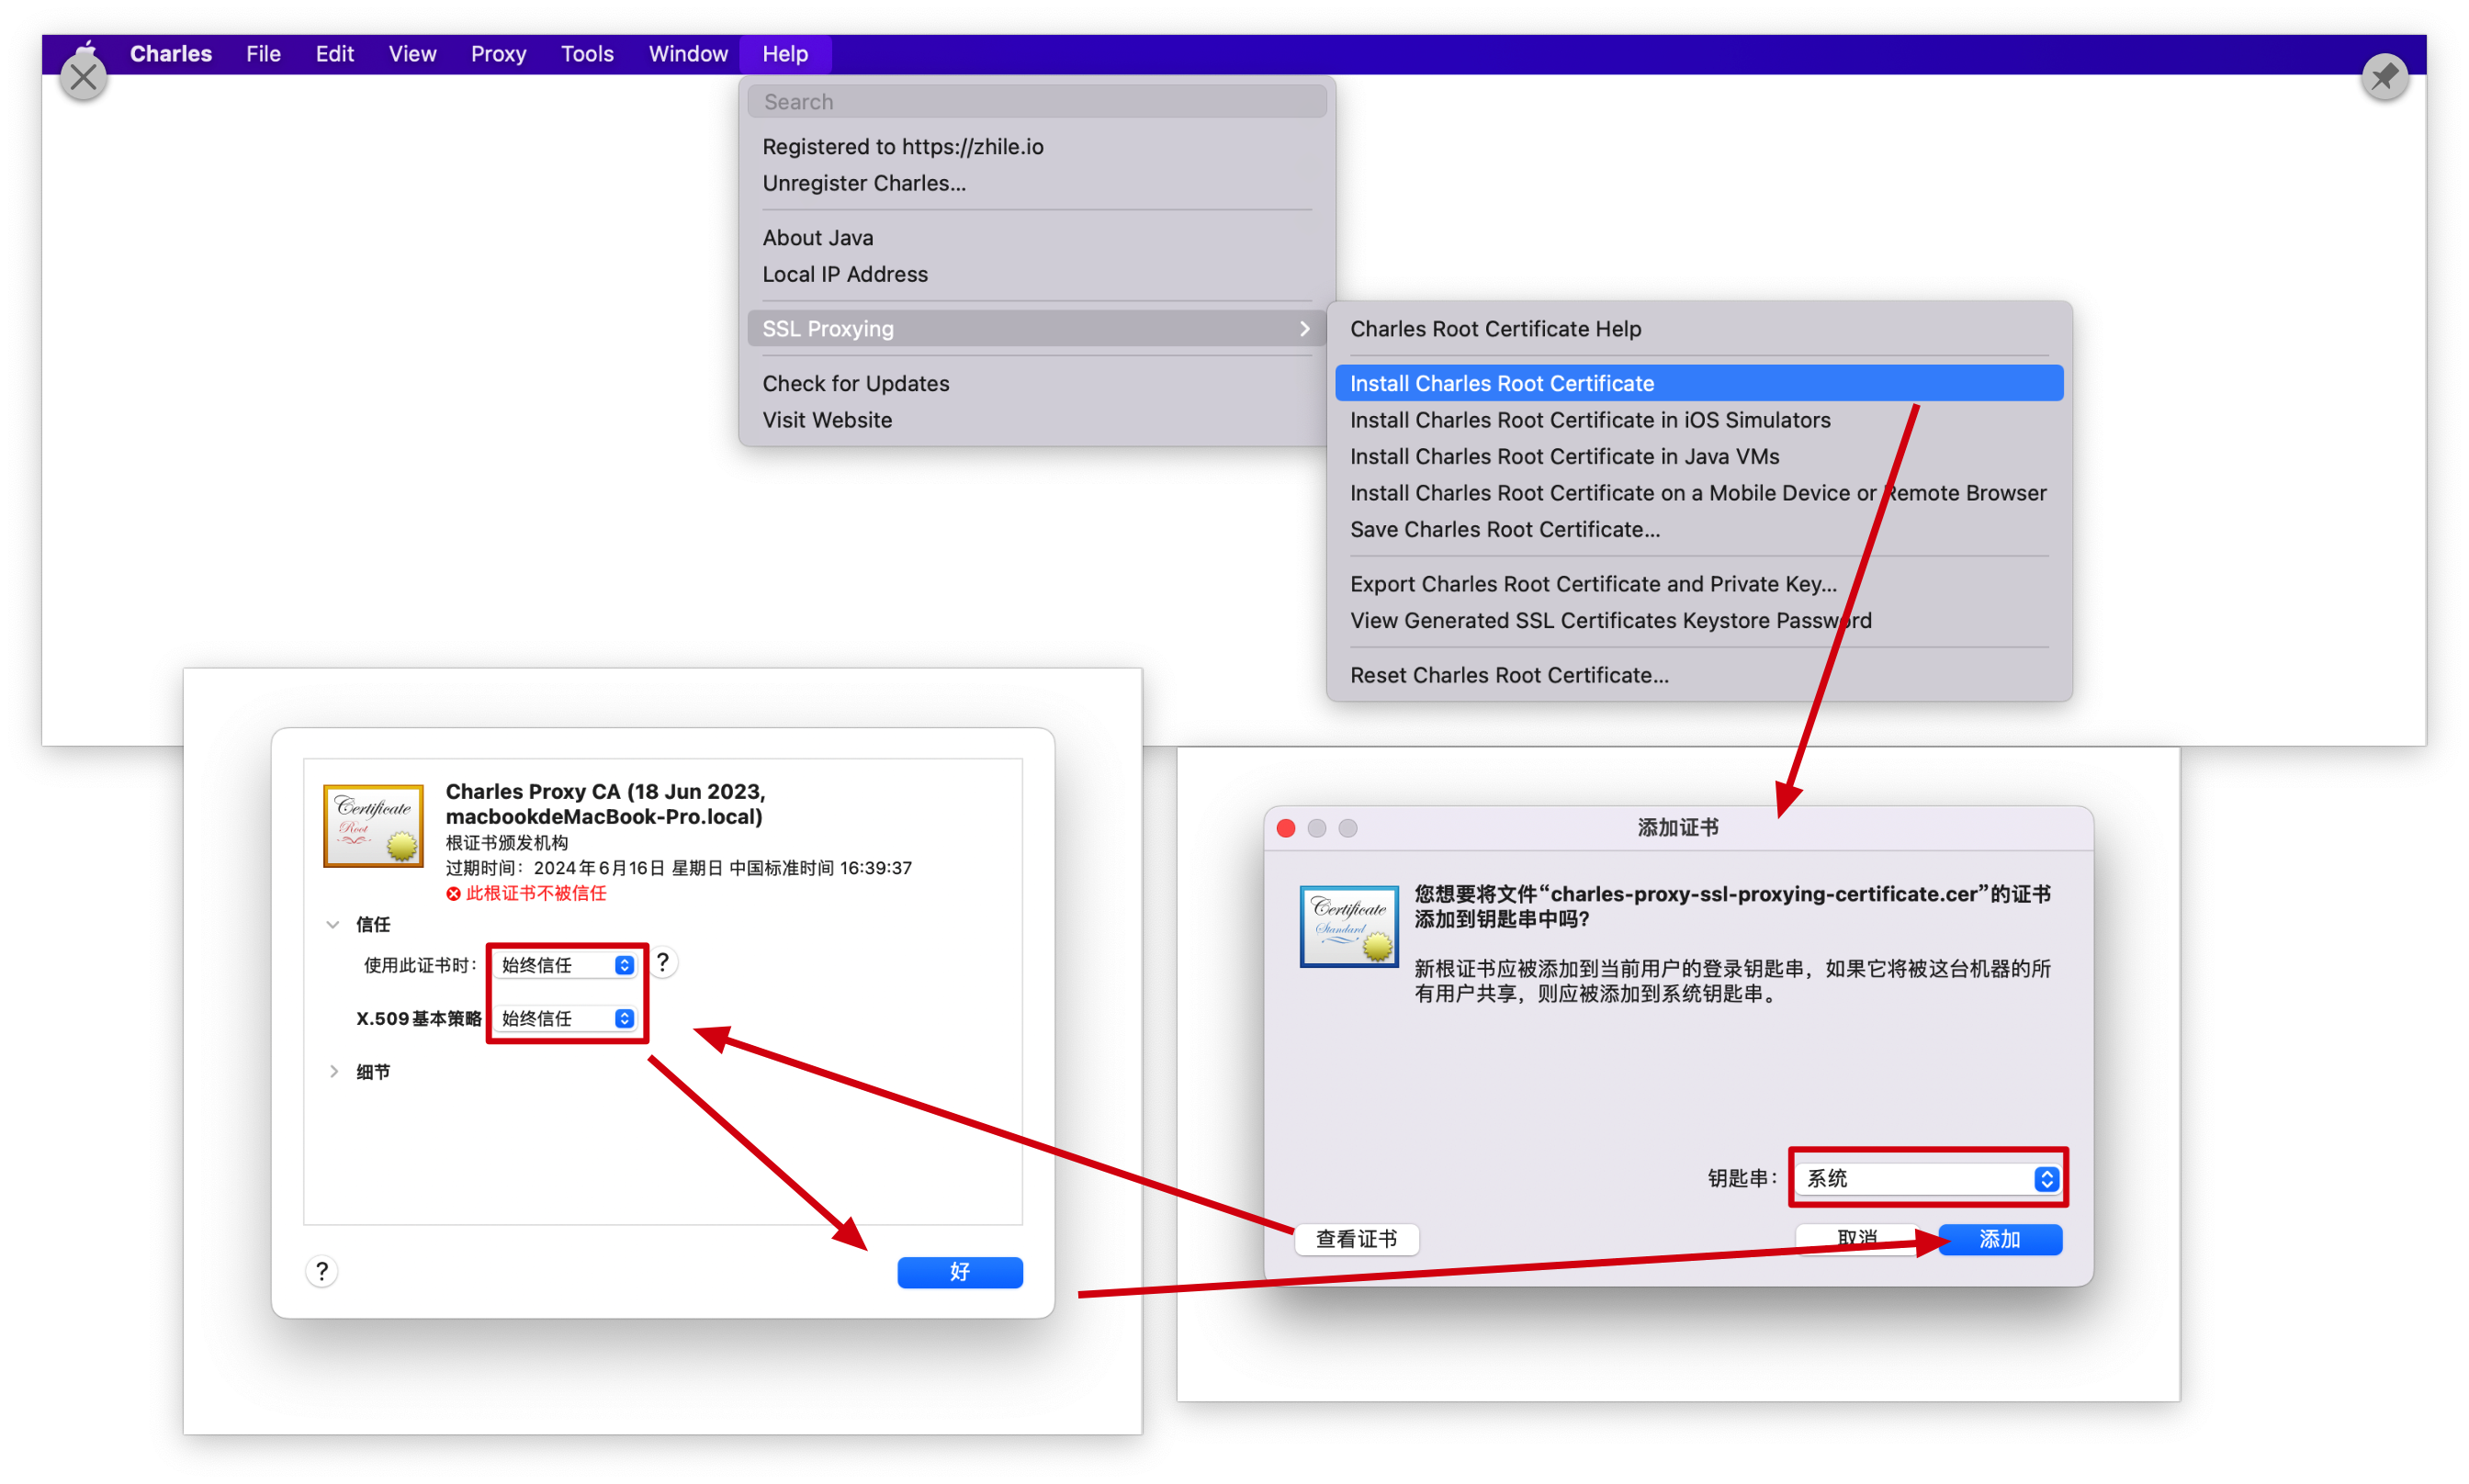 Charles File Edit View Proxy Tools Window Help
Search
Registered to https://zhile.io
Unregister Charles...
About Java
Local IP Address
SSL Proxying
Check for Updates
Visit Website
Charles Root Certificate Help
Install Charles Root Certificate
Install Charles Root Certificate in iOS Simulators
Install Charles Root Certificate in Java VMs
Install Charles Root Certificate on a Mobile Device or Remote Browser
Save Charles Root Certificate...
Export Charles Root Certificate and Private Key...
View Generated SSL Certificates Keystore Password
Reset Charles Root Certificate...
Certificate
Root
Charles Proxy CA (18 Jun 2023,
macbookdeMacBook-Pro.local)
根证书颁发机构
过期时间：2024年6月16日 星期日 中国标准时间 16:39:37
此根证书不被信任
信任
使用此证书时： 始终信任 ?
X.509基本策略 始终信任
细节
? 好
添加证书
Certificate
Standard
您想要将文件“charles-proxy-ssl-proxying-certificate.cer”的证书
添加到钥匙串中吗？
新根证书应被添加到当前用户的登录钥匙串，如果它将被这台机器的所
有用户共享，则应被添加到系统钥匙串。
钥匙串： 系统
查看证书 取消 添加